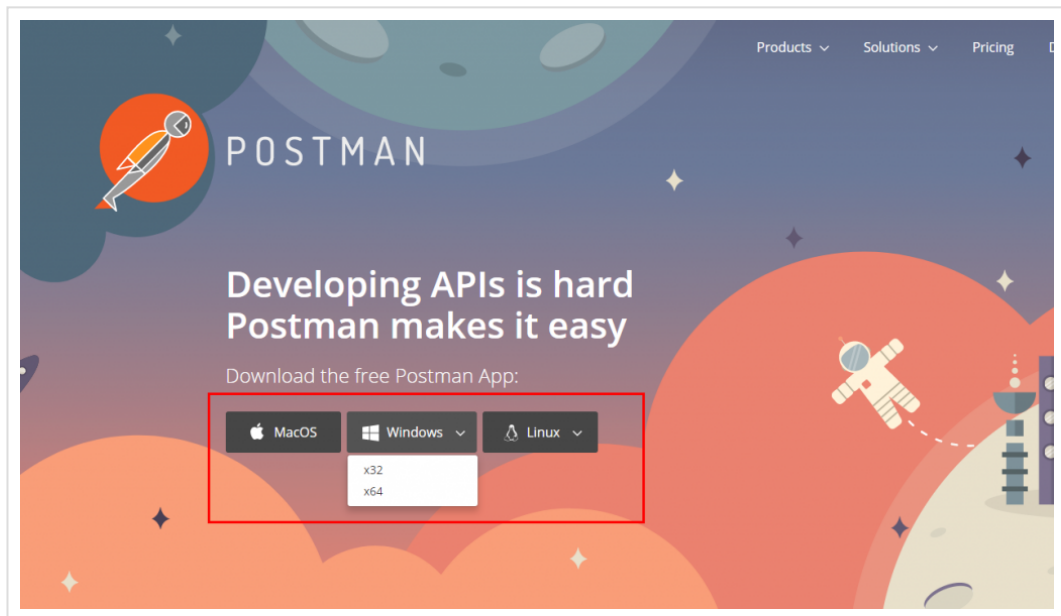 Products Solutions Pricing D
POSTMAN
Developing APIs is hard
Postman makes it easy
Download the free Postman App:
MacOS Windows Linux
x32
x64